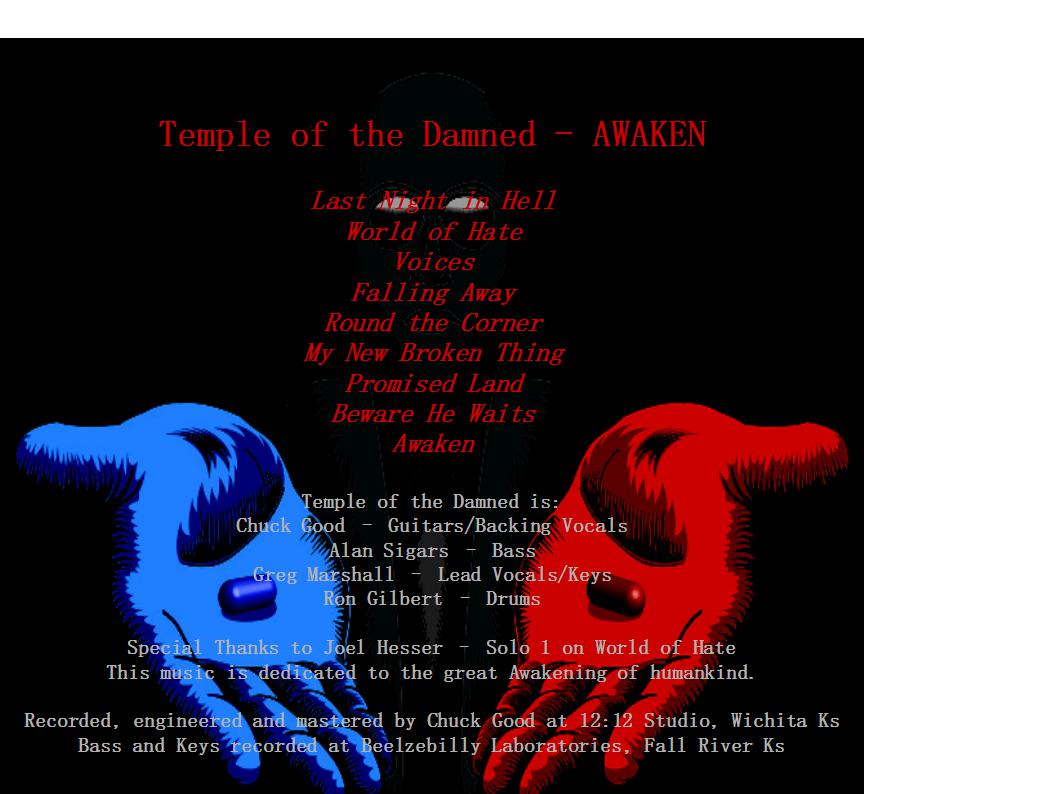 Temple of the Damned - AWAKEN
Last Night in Hell
World of Hate
Voices
Falling Away
Round the Corner
My New Broken Thing
Promised Land
Beware He Waits
Awaken
Temple of the Damned is:
Chuck Good - Guitars/Backing Vocals
Alan Sigars - Bass
Greg Marshall - Lead Vocals/Keys
Ron Gilbert - Drums
Special Thanks to Joel Hesser - Solo 1 on World of Hate
This music is dedicated to the great Awakening of humankind.
Recorded, engineered and mastered by Chuck Good at 12:12 Studio, Wichita Ks
Bass and Keys recorded at Beelzebilly Laboratories, Fall River Ks